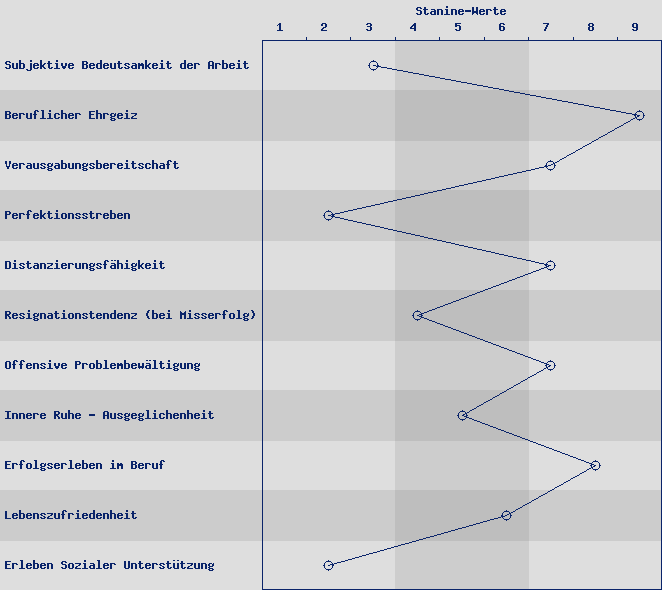 Stanine-Werte
1 2 3 4 5 6 7 8 9
Subjektive Bedeutsamkeit der Arbeit
Beruflicher Ehrgeiz
Verausgabungsbereitschaft
Perfektionsstreben
Distanzierungsfähigkeit
Resignationstendenz (bei Misserfolg)
Offensive Problembewältigung
Innere Ruhe - Ausgeglichenheit
Erfolgserleben im Beruf
Lebenszufriedenheit
Erleben Sozialer Unterstützung